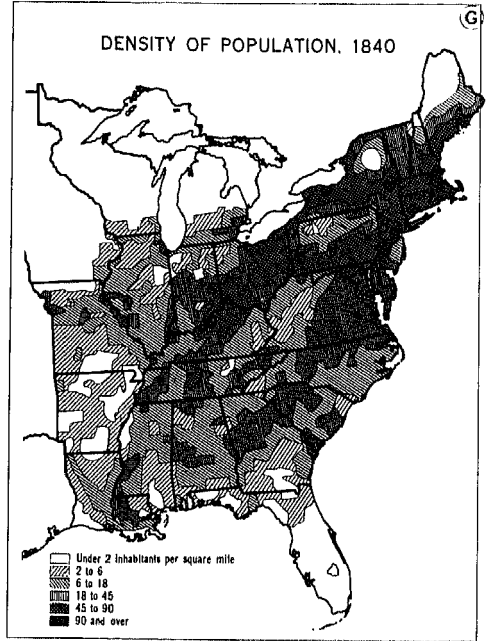 G
DENSITY OF POPULATION, 1840
Under 2 inhabitants per square mile
2 to 6
6 to 18
18 to 45
45 to 90
90 and over